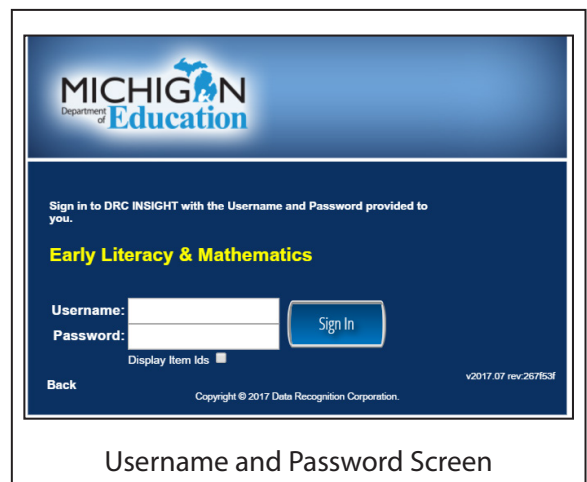 MICHIGAN
Department of Education
Sign in to DRC INSIGHT with the Username and Password provided to
you.
Early Literacy & Mathematics
Username:
Sign In
Password:
Display Item Ids
Back
v2017.07 rev:267f53f
Copyright © 2017 Data Recognition Corporation.
Username and Password Screen